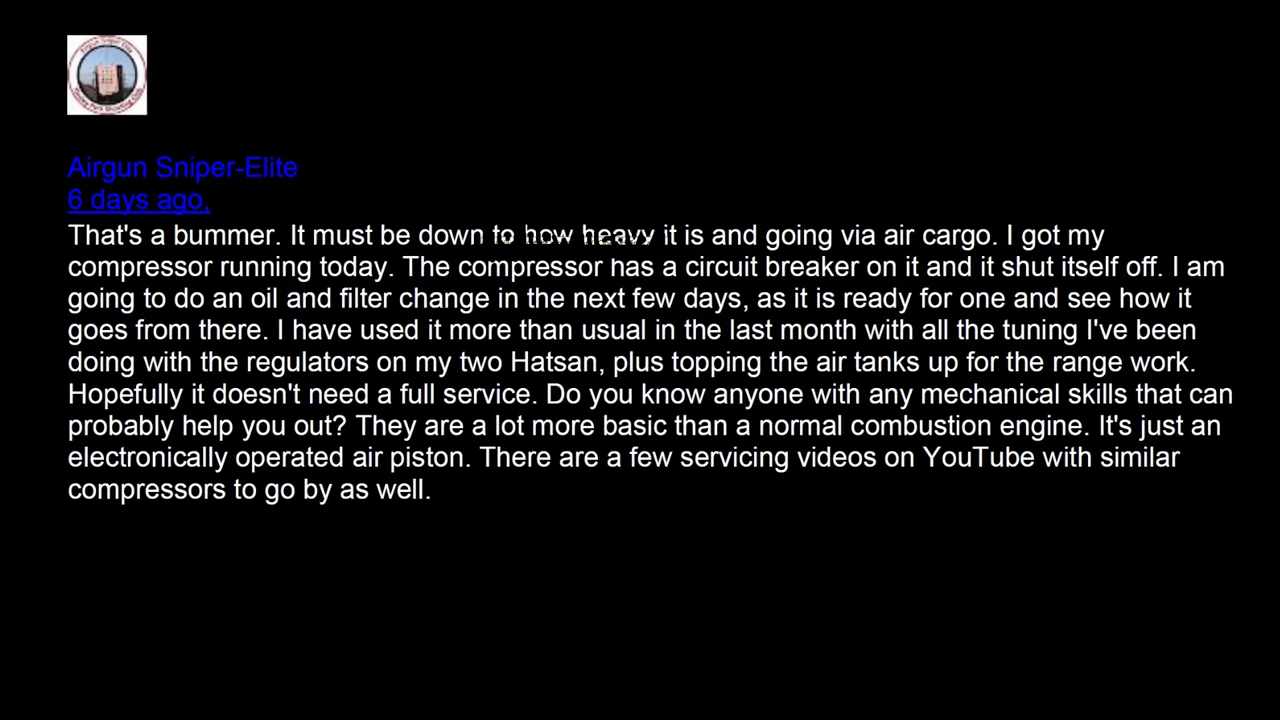 Airgun Sniper-Elite
6 days ago,
That's a bummer. It must be down to how heavy it is and going via air cargo. I got my
compressor running today. The compressor has a circuit breaker on it and it shut itself off. I am
going to do an oil and filter change in the next few days, as it is ready for one and see how it
goes from there. I have used it more than usual in the last month with all the tuning I've been
doing with the regulators on my two Hatsan, plus topping the air tanks up for the range work.
Hopefully it doesn't need a full service. Do you know anyone with any mechanical skills that can
probably help you out? They are a lot more basic than a normal combustion engine. It's just an
electronically operated air piston. There are a few servicing videos on YouTube with similar
compressors to go by as well.